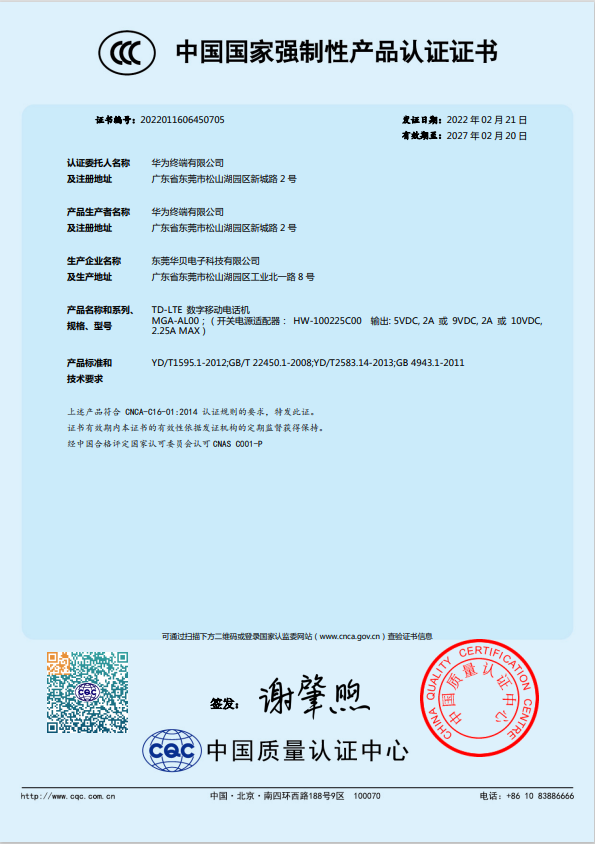 中国国家强制性产品认证证书
证书编号：2022011606450705
发证日期：2022 年 02 月 21 日
有效期至：2027 年 02 月 20 日
认证委托人名称 华为终端有限公司
及注册地址 广东省东莞市松山湖园区新城路 2 号
产品生产者名称 华为终端有限公司
及注册地址 广东省东莞市松山湖园区新城路 2 号
生产企业名称 东莞华贝电子科技有限公司
及生产地址 广东省东莞市松山湖园区工业北一路 8 号
产品名称和系列、 TD-LTE 数字移动电话机
规格、型号 MGA-AL00；（开关电源适配器： HW-100225C00 输出: 5VDC, 2A 或 9VDC, 2A 或 10VDC,
2.25A MAX）
产品标准和 YD/T1595.1-2012;GB/T 22450.1-2008;YD/T2583.14-2013;GB 4943.1-2011
技术要求
上述产品符合 CNCA-C16-01:2014 认证规则的要求，特发此证。
证书有效期内本证书的有效性依据发证机构的定期监督获得保持。
经中国合格评定国家认可委员会认可 CNAS C001-P
可通过扫描下方二维码或登录国家认监委网站（www.cnca.gov.cn）查验证书信息
CQC
签发： 谢肇煦
CHINA QUALITY CERTIFICATION CENTRE
中国质量认证中心
CQC 中国质量认证中心
http://www.cqc.com.cn
中国·北京·南四环西路188号9区 100070
电话：+86 10 83886666